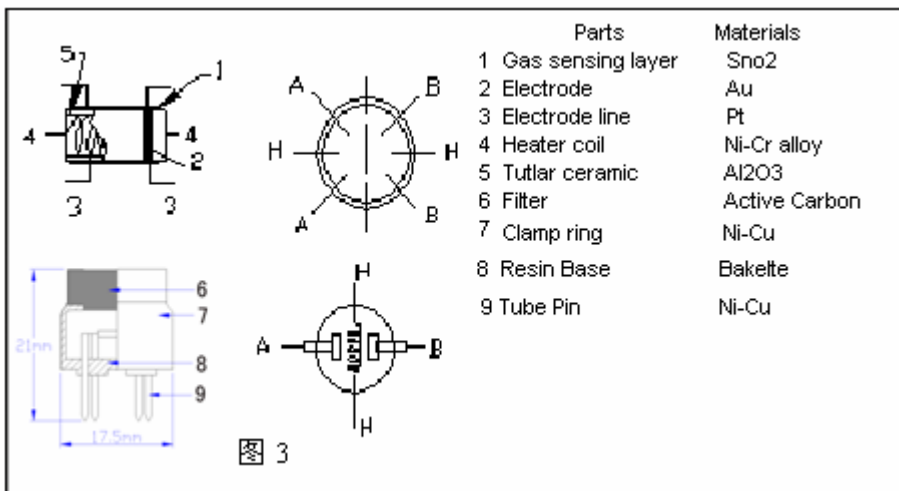 Parts Materials
1 Gas sensing layer Sno2
2 Electrode Au
3 Electrode line Pt
4 Heater coil Ni-Cr alloy
5 Tutlar ceramic Al2O3
6 Filter Active Carbon
7 Clamp ring Ni-Cu
8 Resin Base Bakelte
9 Tube Pin Ni-Cu
5 1
4 4
2
3 3
A B
H H
A B
6
7
21mm
8
9
17.5mm
H
A B
H
图 3